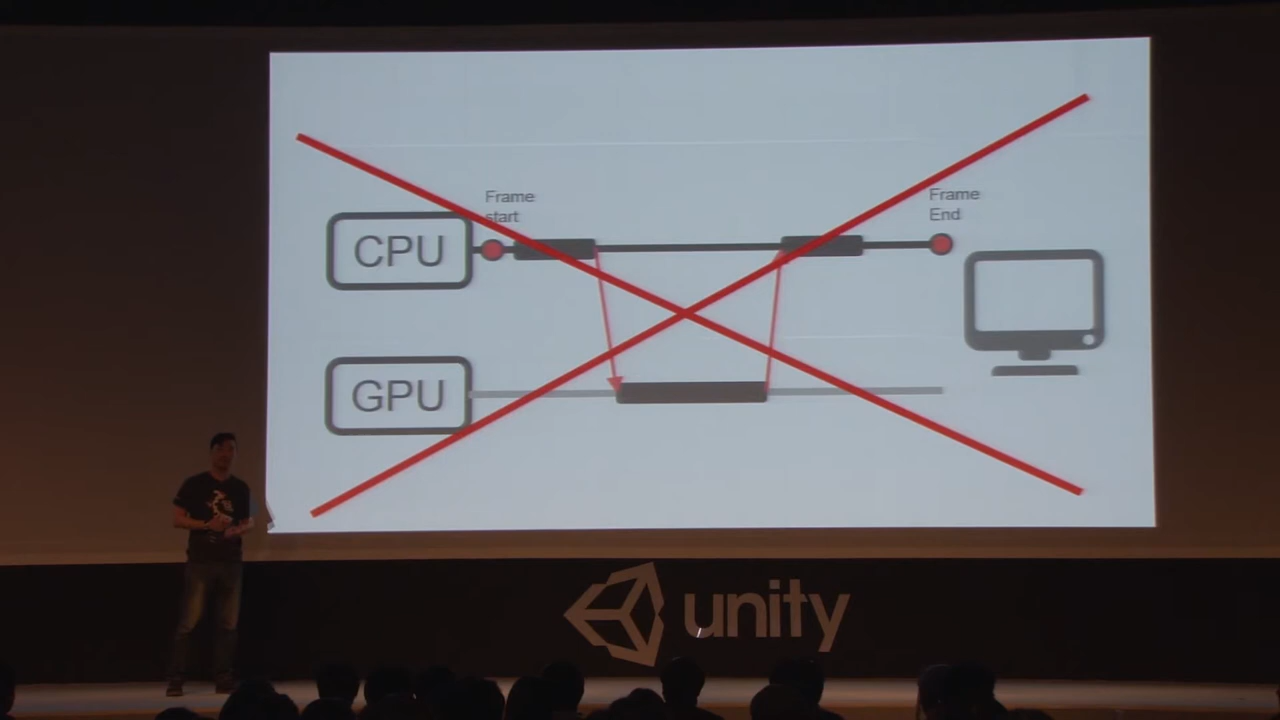 Frame
start
Frame
End
CPU
GPU
unity